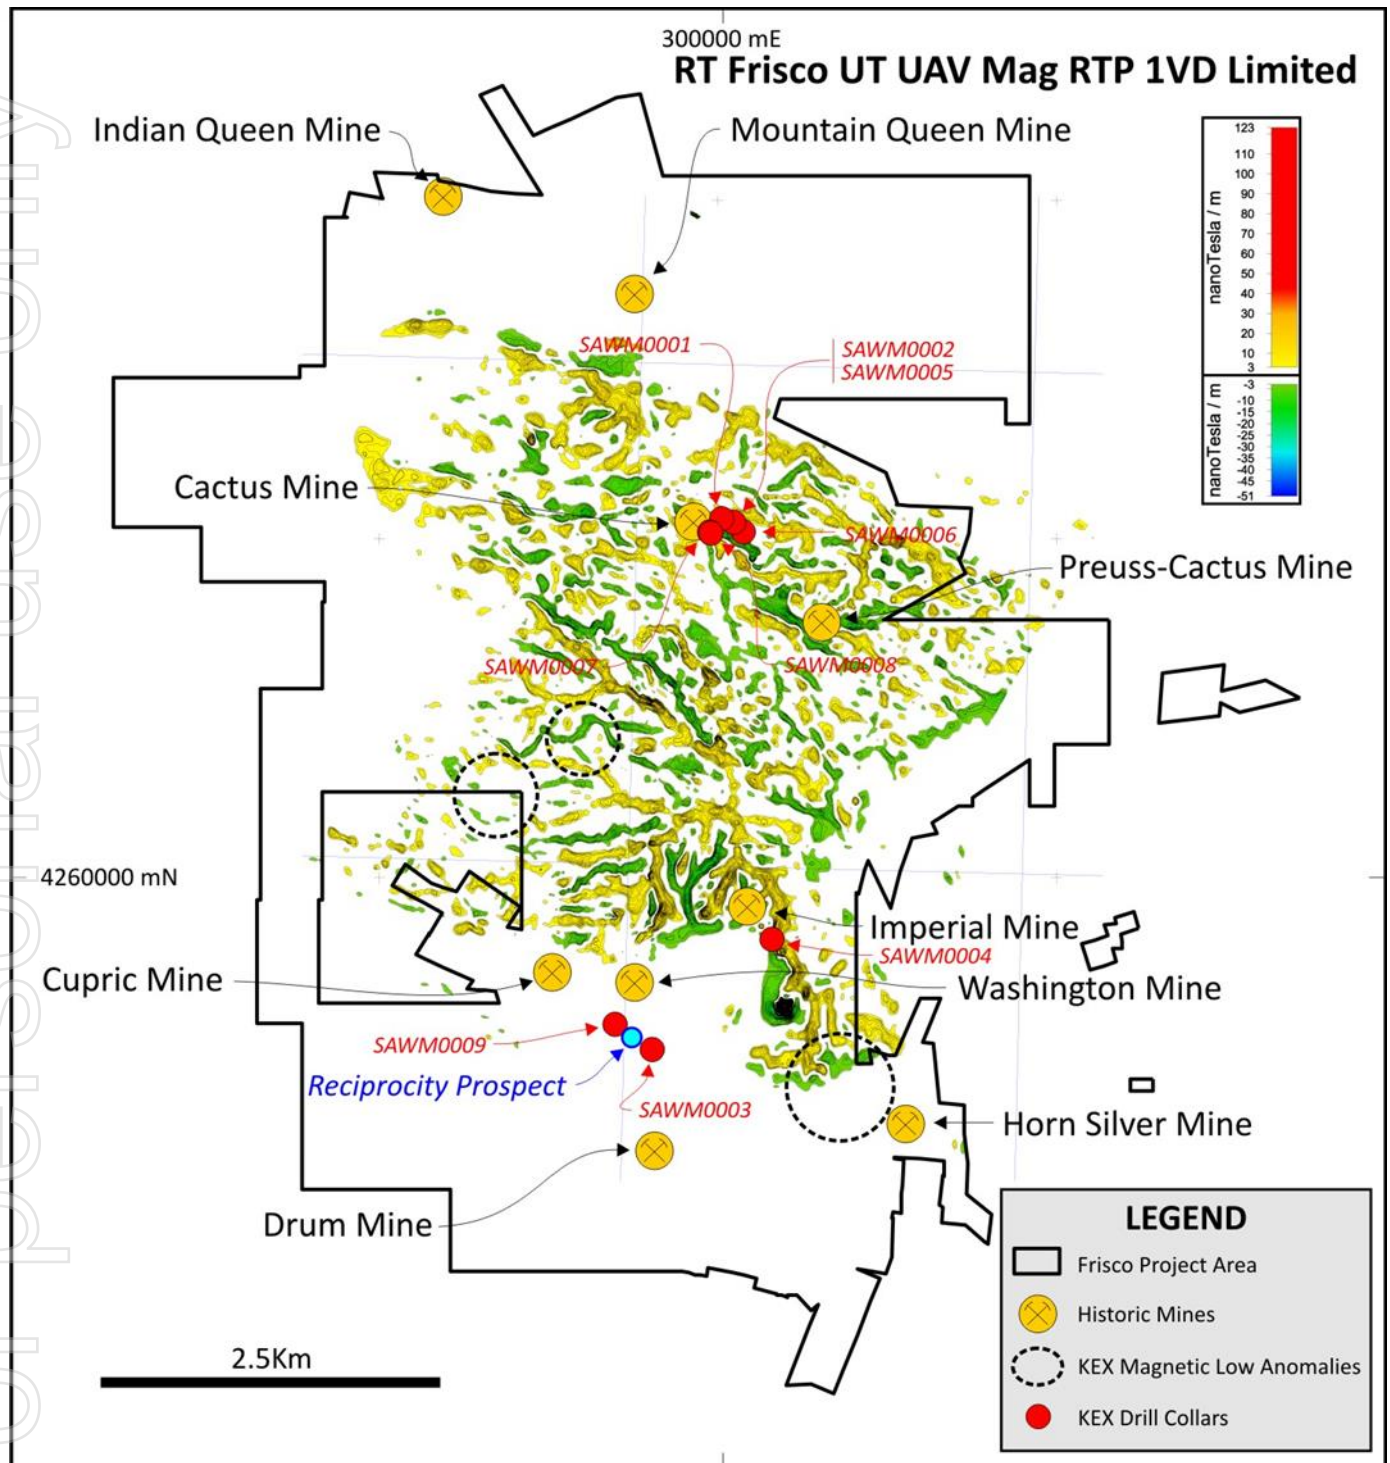 300000 mE
RT Frisco UT UAV Mag RTP 1VD Limited
Indian Queen Mine
Mountain Queen Mine
nanoTesla / m
123
110
100
90
80
70
60
50
40
30
20
10
3
nanoTesla / m
-3
-10
-15
-20
-25
-30
-35
-40
-45
-51
SAWM0001
SAWM0002
SAWM0005
Cactus Mine
SAWM0006
Preuss-Cactus Mine
SAWM0007
SAWM0008
4260000 mN
Imperial Mine
SAWM0004
Cupric Mine
Washington Mine
SAWM0009
Reciprocity Prospect
SAWM0003
Horn Silver Mine
Drum Mine
LEGEND
Frisco Project Area
Historic Mines
KEX Magnetic Low Anomalies
KEX Drill Collars
2.5Km
or personal use only